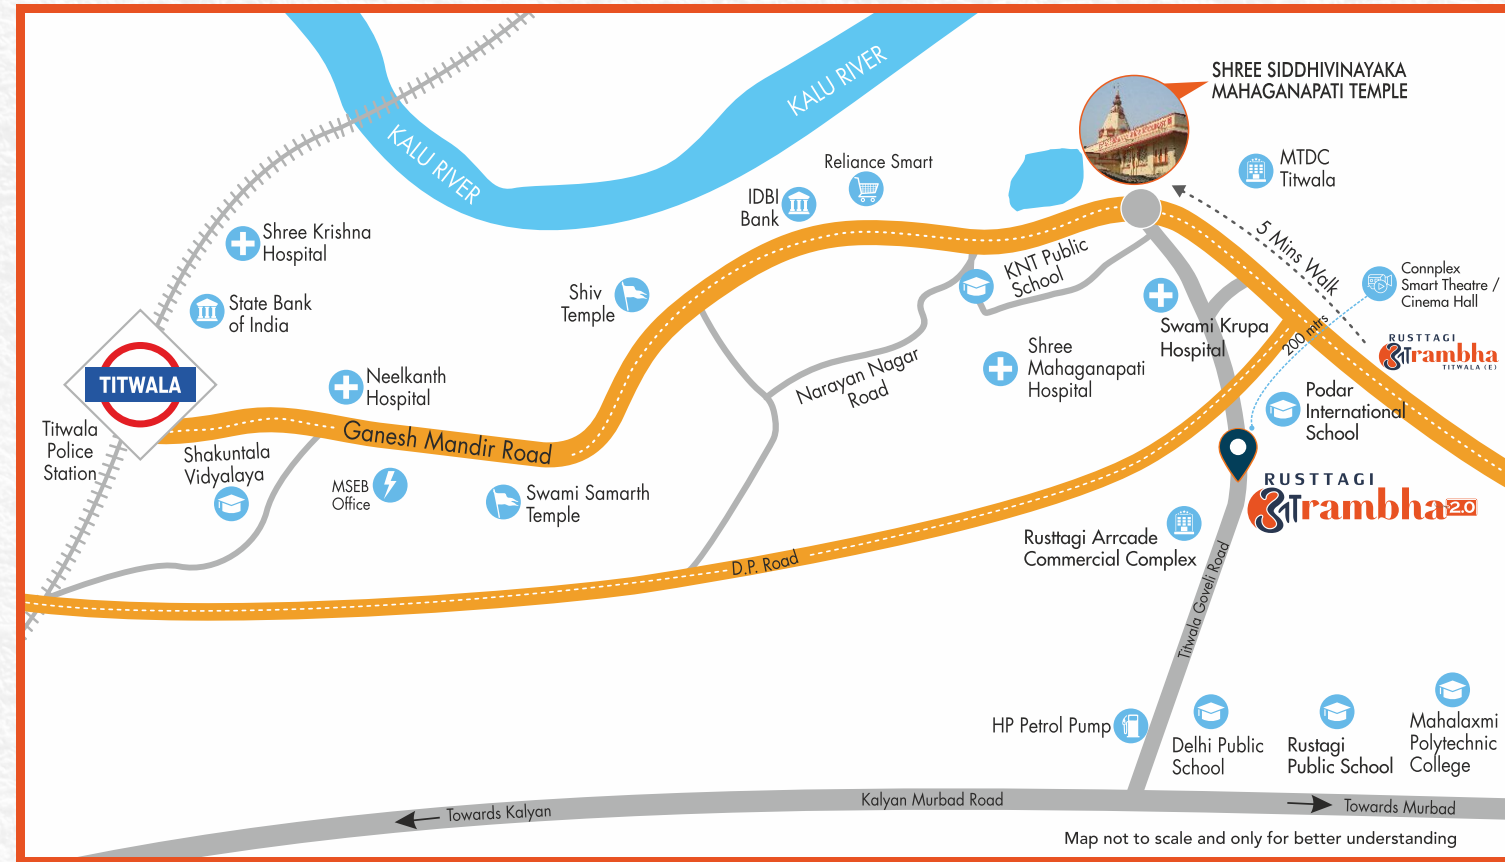 KALU RIVER
KALU RIVER
SHREE SIDDHIVINAYAKA
MAHAGANAPATI TEMPLE
Reliance Smart
MTDC
Titwala
IDBI
Bank
Shree Krishna
Hospital
5 Mins Walk
KNT Public
School
Connplex
Smart Theatre /
Cinema Hall
State Bank
of India
Shiv
Temple
Swami Krupa
Hospital
200 mtrs
RUSTTAGI
आrambha
TITWALA (E)
Shree
Mahaganapati
Hospital
TITWALA
Neelkanth
Hospital
Narayan Nagar
Road
Podar
International
School
Titwala
Police
Station
Ganesh Mandir Road
Shakuntala
Vidyalaya
MSEB
Office
Swami Samarth
Temple
RUSTTAGI
आrambha 2.0
Rusttagi Arrcade
Commercial Complex
D.P. Road
Titwala Goveli Road
HP Petrol Pump
Delhi Public
School
Rustagi
Public School
Mahalaxmi
Polytechnic
College
Towards Kalyan
Kalyan Murbad Road
Towards Murbad
Map not to scale and only for better understanding